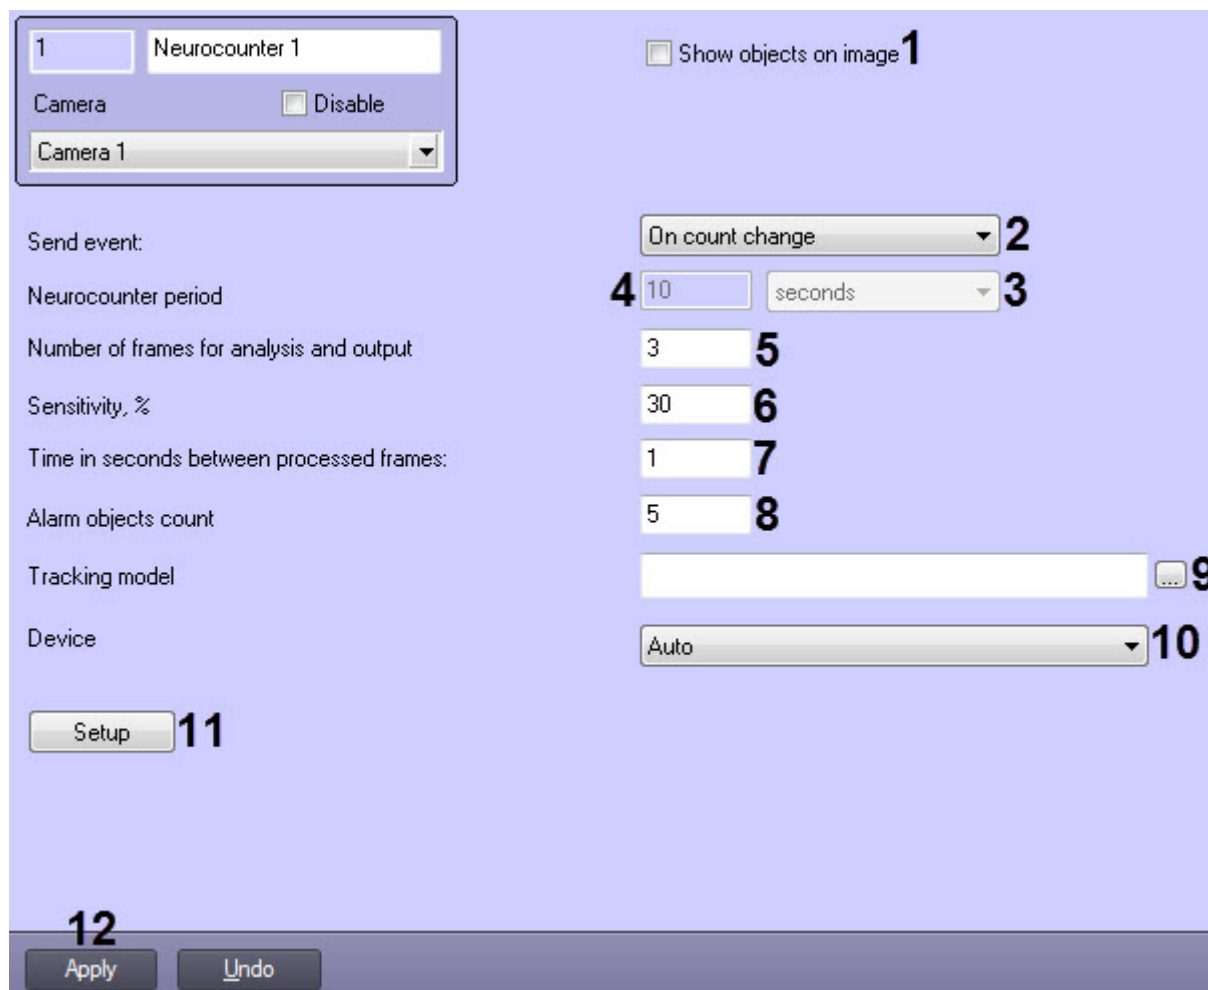 1 Neurocounter 1
Show objects on image 1
Camera Disable
Camera 1
Send event: On count change 2
Neurocounter period 4 10 seconds 3
Number of frames for analysis and output 3 5
Sensitivity, % 30 6
Time in seconds between processed frames: 1 7
Alarm objects count 5 8
Tracking model ... 9
Device Auto 10
Setup 11
12
Apply Undo